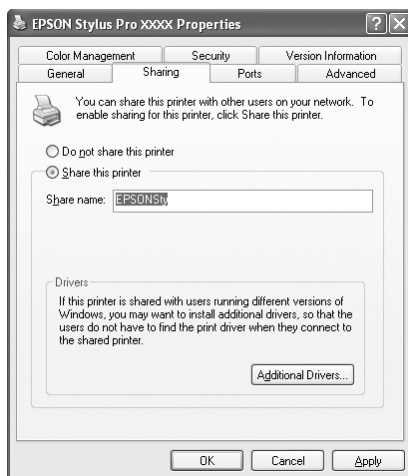 EPSON Stylus Pro XXXX Properties
Color Management Security Version Information
General Sharing Ports Advanced
You can share this printer with other users on your network. To
enable sharing for this printer, click Share this printer.
Do not share this printer
Share this printer
Share name: EPSONSty
Drivers
If this printer is shared with users running different versions of
Windows, you may want to install additional drivers, so that the
users do not have to find the print driver when they connect to
the shared printer.
Additional Drivers...
OK Cancel Apply